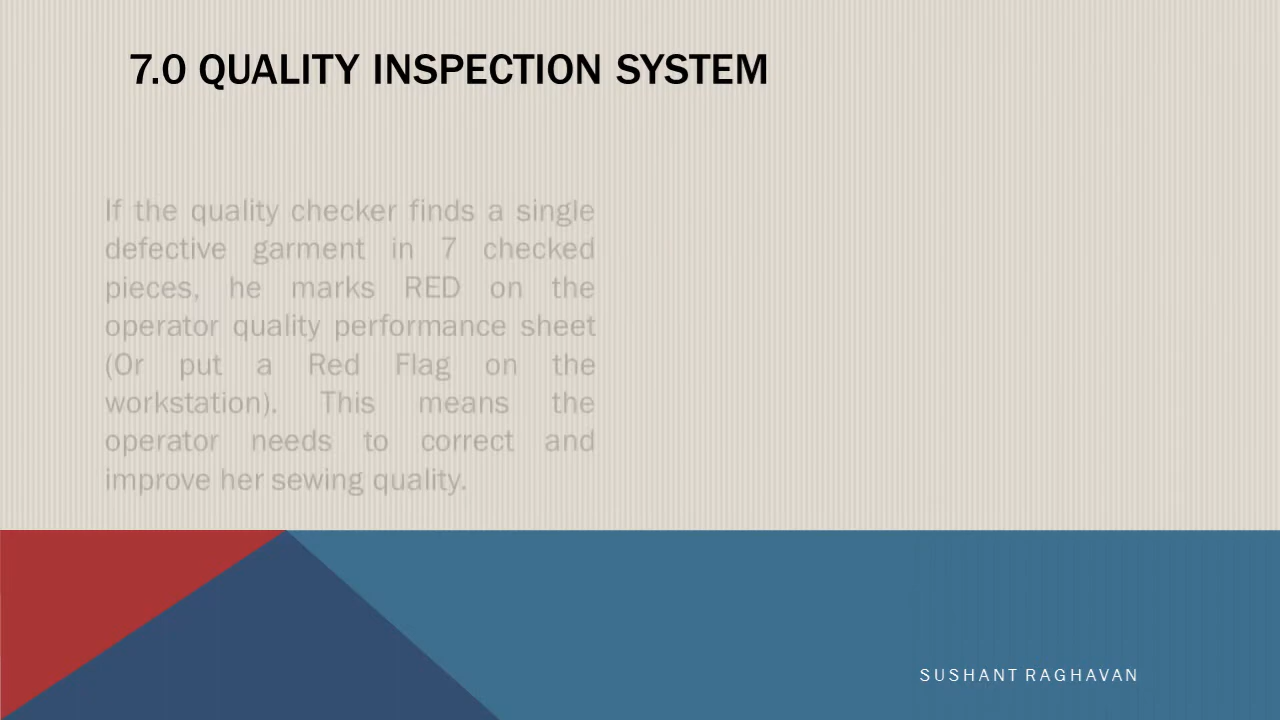 7.0 QUALITY INSPECTION SYSTEM
If the quality checker finds a single
defective garment in 7 checked
pieces, he marks RED on the
operator quality performance sheet
(Or put a Red Flag on the
workstation). This means the
operator needs to correct and
improve her sewing quality.
SUSHANT RAGHAVAN